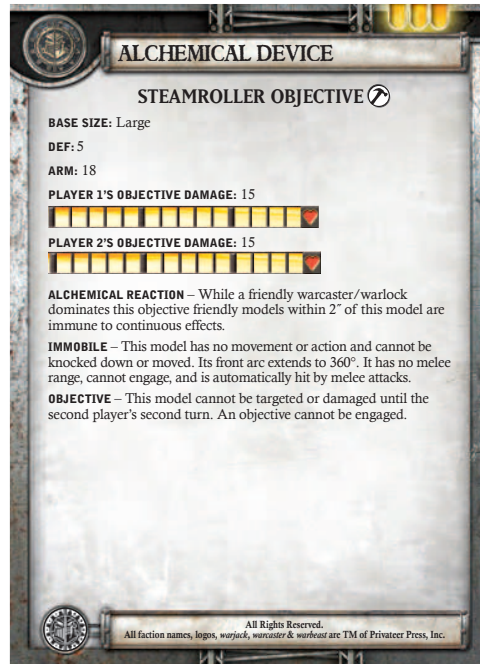 ALCHEMICAL DEVICE
STEAMROLLER OBJECTIVE
BASE SIZE: Large
DEF: 5
ARM: 18
PLAYER 1'S OBJECTIVE DAMAGE: 15
PLAYER 2'S OBJECTIVE DAMAGE: 15
ALCHEMICAL REACTION – While a friendly warcaster/warlock
dominates this objective friendly models within 2˝ of this model are
immune to continuous effects.
IMMOBILE – This model has no movement or action and cannot be
knocked down or moved. Its front arc extends to 360°. It has no melee
range, cannot engage, and is automatically hit by melee attacks.
OBJECTIVE – This model cannot be targeted or damaged until the
second player's second turn. An objective cannot be engaged.
All Rights Reserved.
All faction names, logos, warjack, warcaster & warbeast are TM of Privateer Press, Inc.